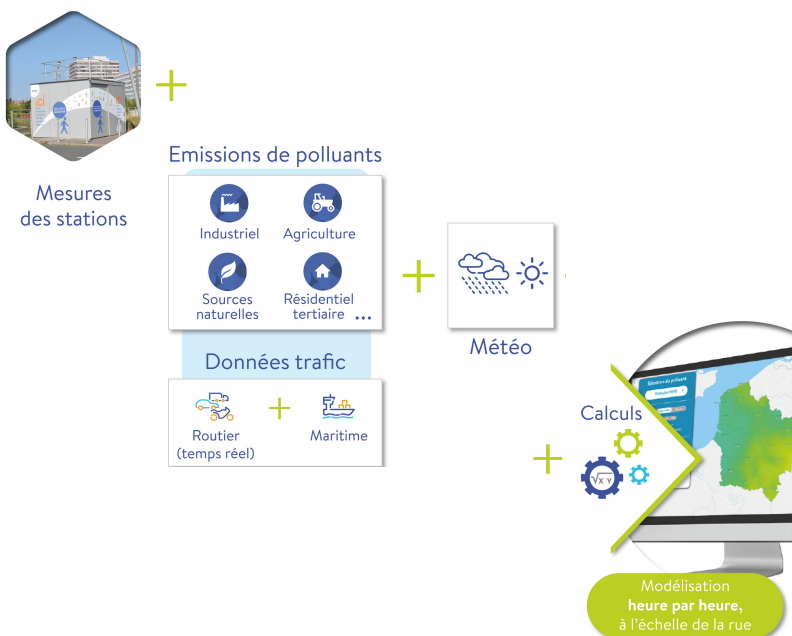 Mesures
des stations
Emissions de polluants
Industriel
Agriculture
Sources
naturelles
Résidentiel
tertiaire ...
Données trafic
Routier
(temps réel)
Maritime
Météo
Calculs
√X Y
Modélisation
heure par heure,
à l'échelle de la rue